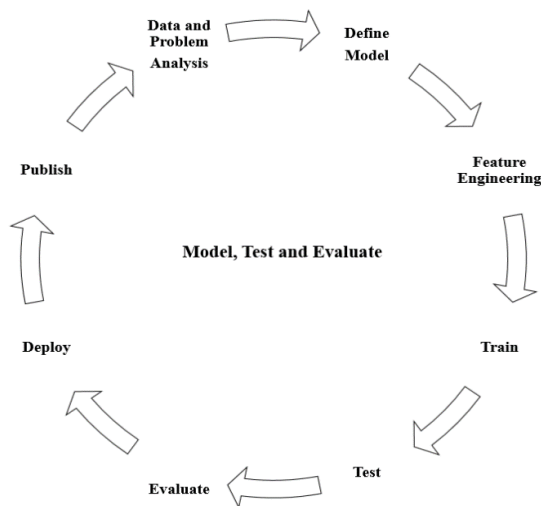 Data and
Problem
Analysis
Define
Model
Feature
Engineering
Train
Test
Evaluate
Deploy
Publish
Model, Test and Evaluate